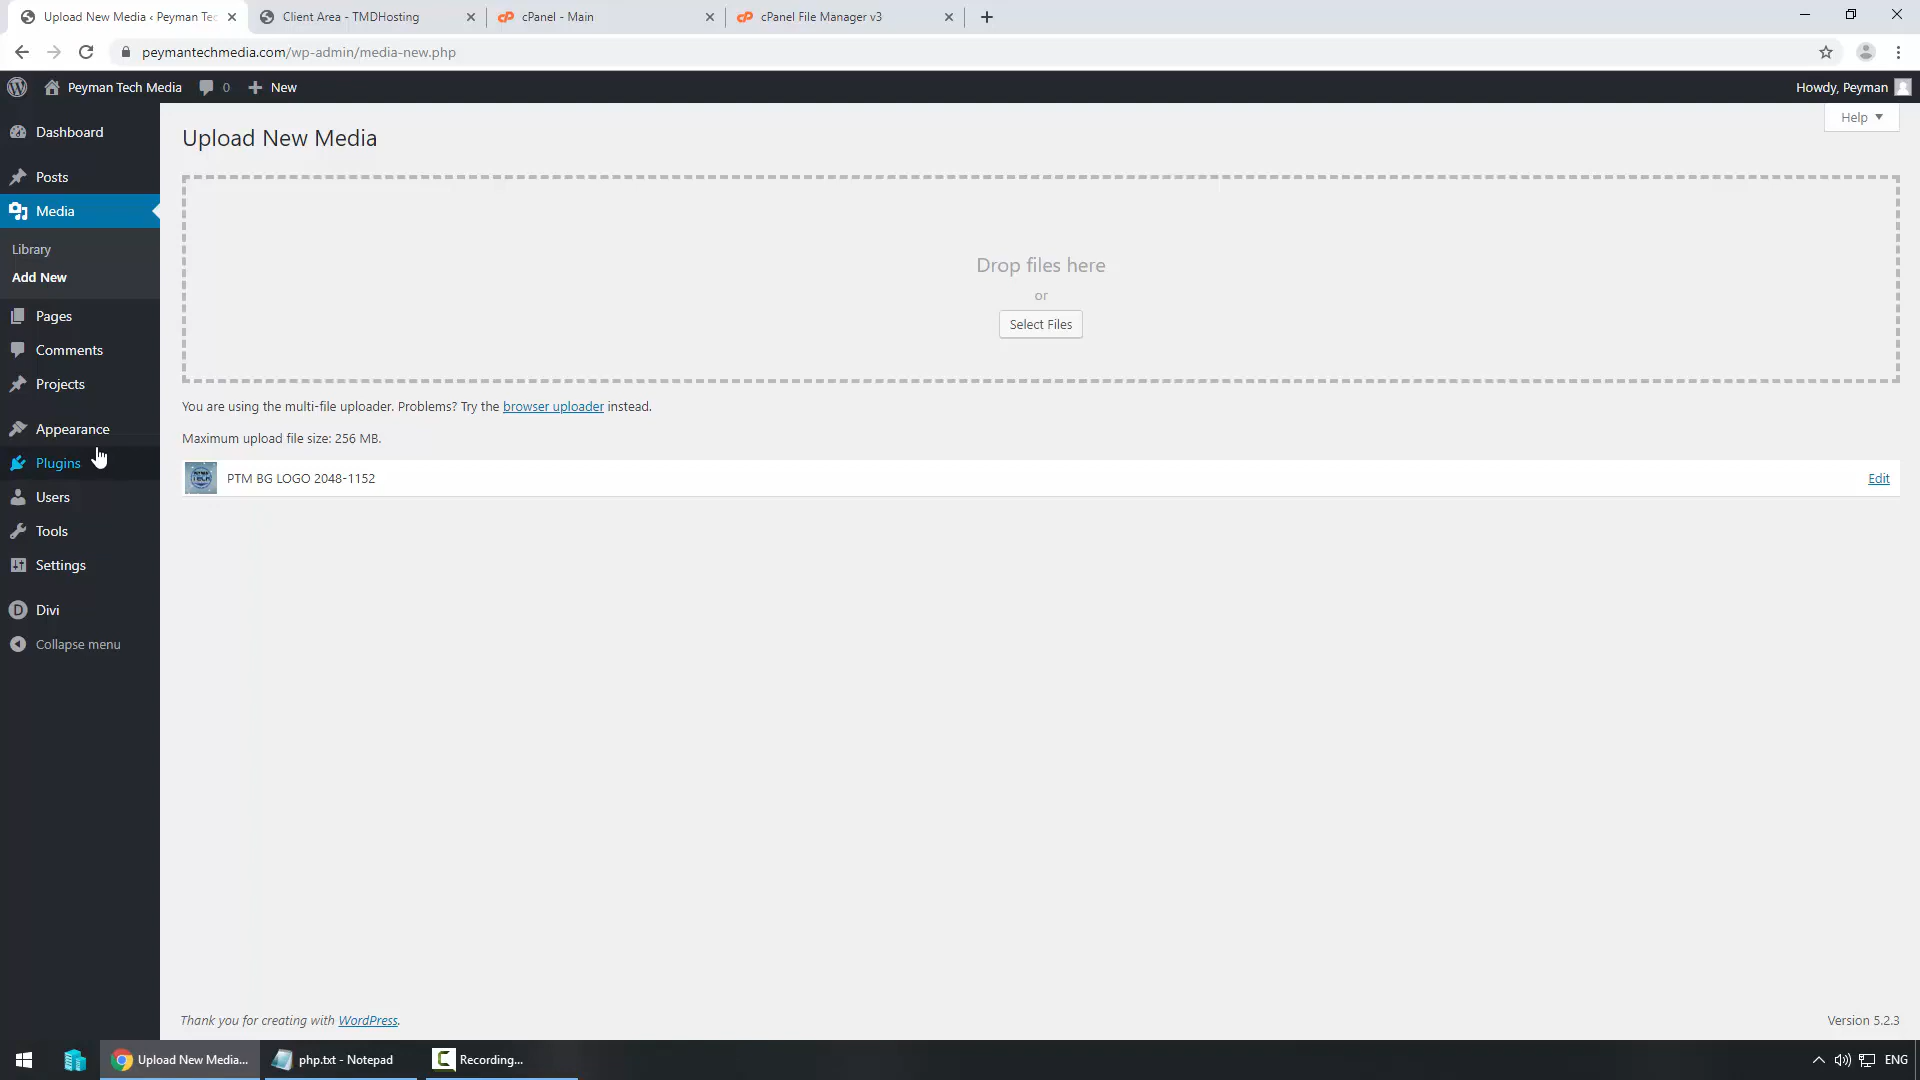 Upload New Media ‹ Peyman Tec
Client Area - TMDHosting
cPanel - Main
cPanel File Manager v3
peymantechmedia.com/wp-admin/media-new.php
Peyman Tech Media
0
New
Howdy, Peyman
Help
Dashboard
Posts
Media
Library
Add New
Pages
Comments
Projects
Appearance
Plugins
Users
Tools
Settings
Divi
Collapse menu
Upload New Media
Drop files here
or
Select Files
You are using the multi-file uploader. Problems? Try the browser uploader instead.
Maximum upload file size: 256 MB.
PTM BG LOGO 2048-1152
Edit
Thank you for creating with WordPress.
Version 5.2.3
Upload New Media...
php.txt - Notepad
Recording...
ENG